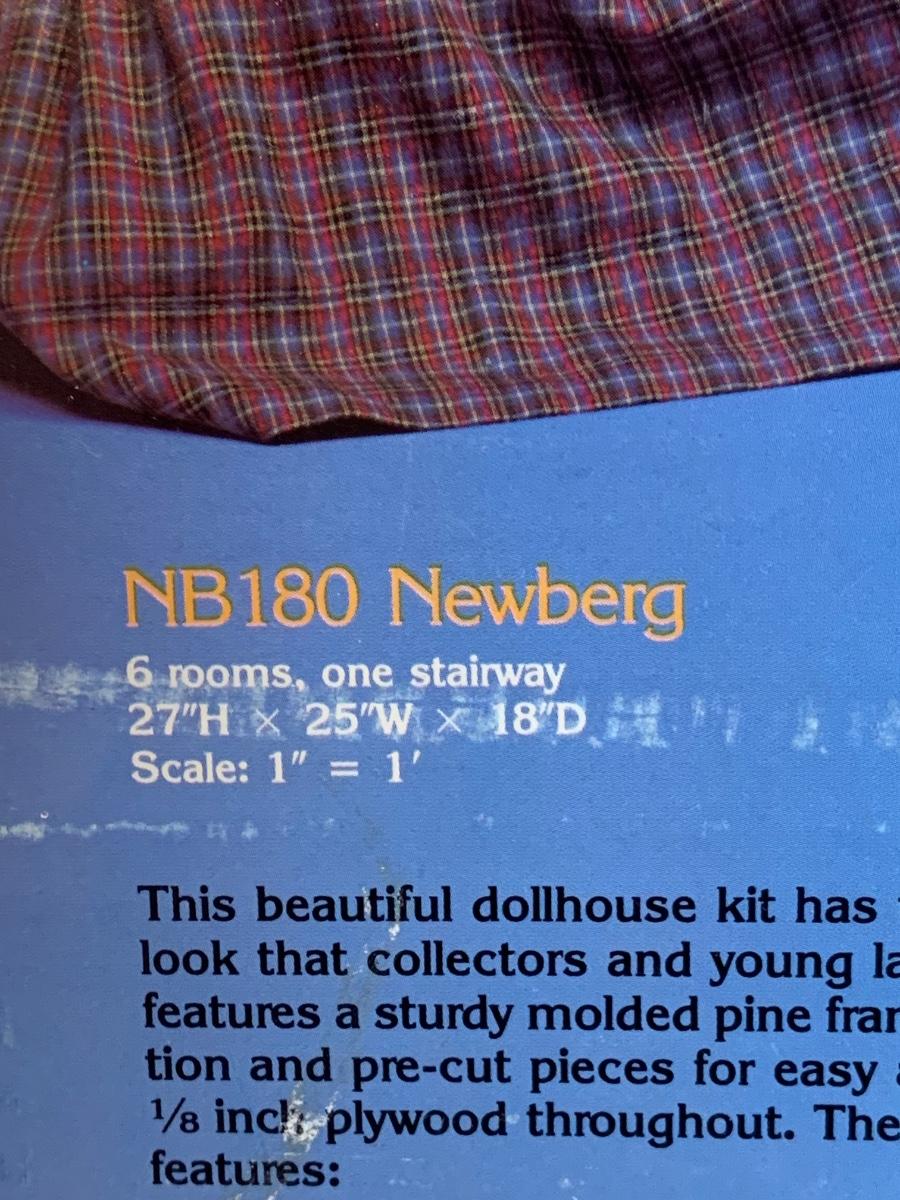 NB180 Newberg
6 rooms, one stairway
27"H × 25"W × 18"D
Scale: 1" = 1'
This beautiful dollhouse kit has
look that collectors and young
features a sturdy molded pine
tion and pre-cut pieces for easy
⅛ inch plywood throughout. The
features: